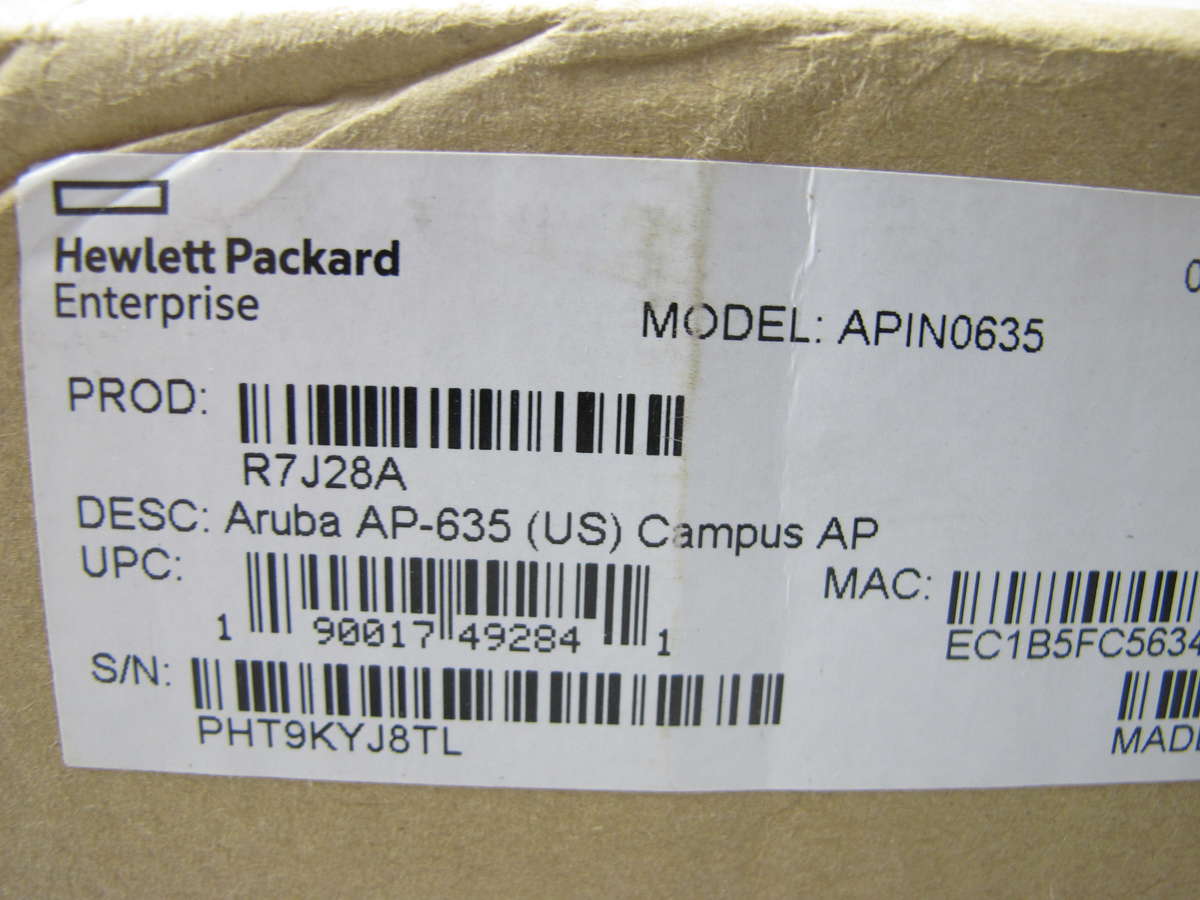 Hewlett Packard
Enterprise
MODEL: APIN0635
PROD:
R7J28A
DESC: Aruba AP-635 (US) Campus AP
UPC:
1 90017 49284 1
MAC:
EC1B5FC5634
S/N:
PHT9KYJ8TL